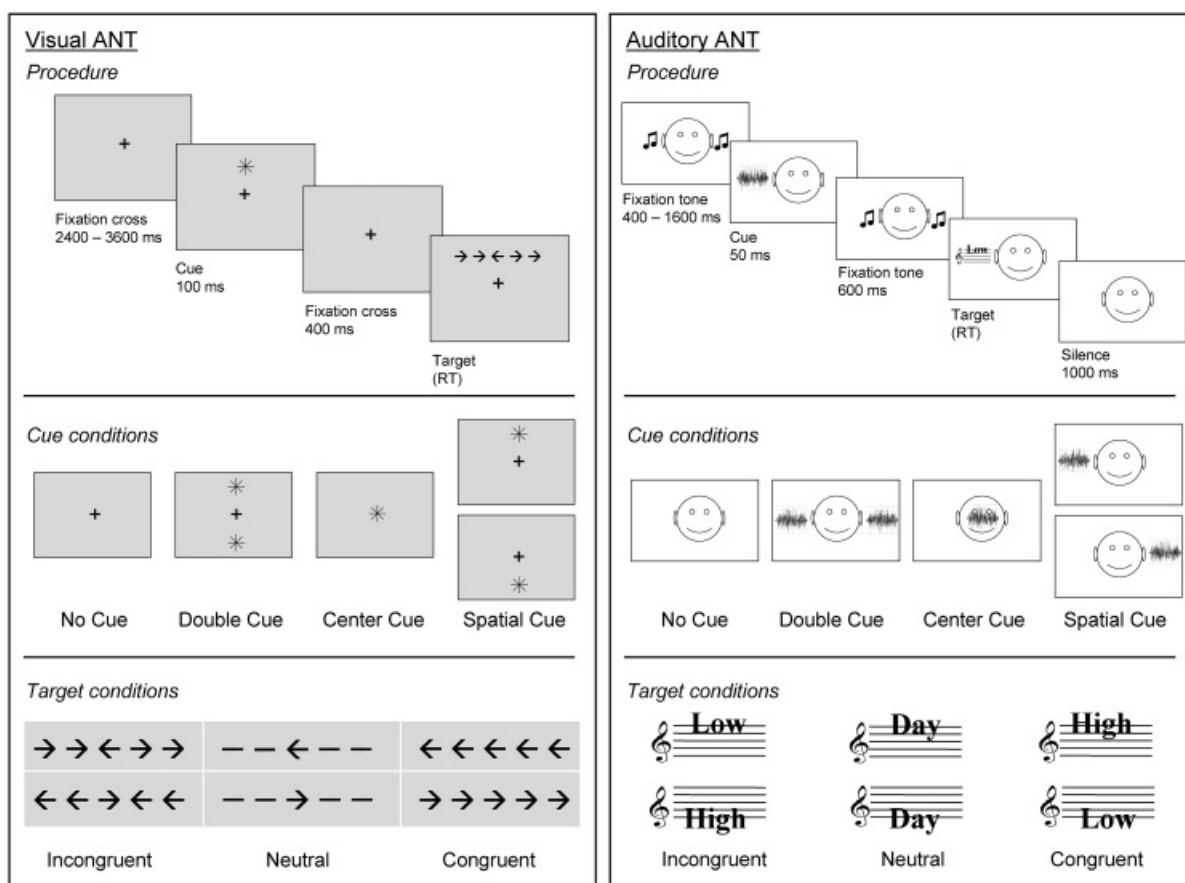 Visual ANT
Procedure
Fixation cross
2400 – 3600 ms
Cue
100 ms
Fixation cross
400 ms
Target
(RT)
Cue conditions
No Cue
Double Cue
Center Cue
Spatial Cue
Target conditions
Incongruent
Neutral
Congruent
Auditory ANT
Procedure
Fixation tone
400 – 1600 ms
Cue
50 ms
Fixation tone
600 ms
Low
Target
(RT)
Silence
1000 ms
Cue conditions
No Cue
Double Cue
Center Cue
Spatial Cue
Target conditions
Low
Day
High
High
Day
Low
Incongruent
Neutral
Congruent